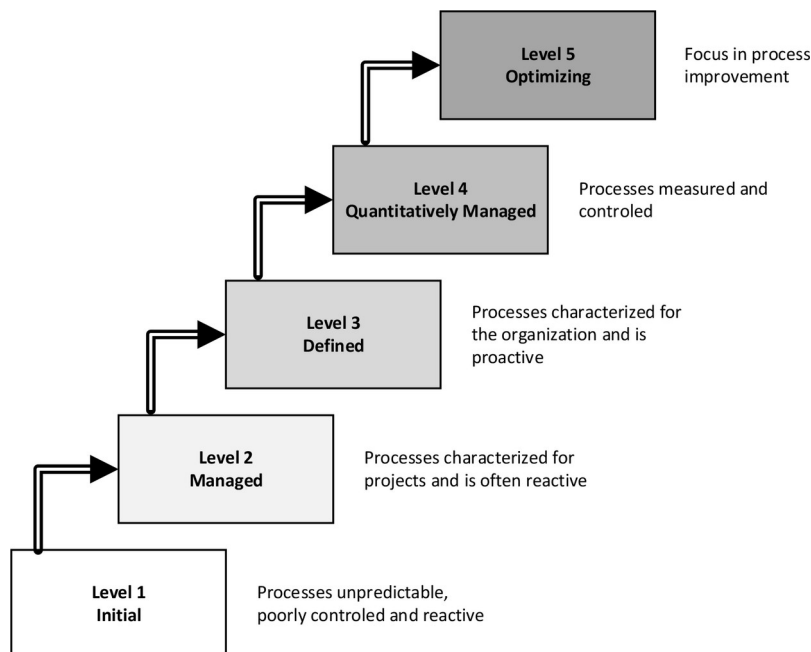 Level 5
Optimizing
Focus in process
improvement
Level 4
Quantitatively Managed
Processes measured and
controled
Level 3
Defined
Processes characterized for
the organization and is
proactive
Level 2
Managed
Processes characterized for
projects and is often reactive
Level 1
Initial
Processes unpredictable,
poorly controled and reactive